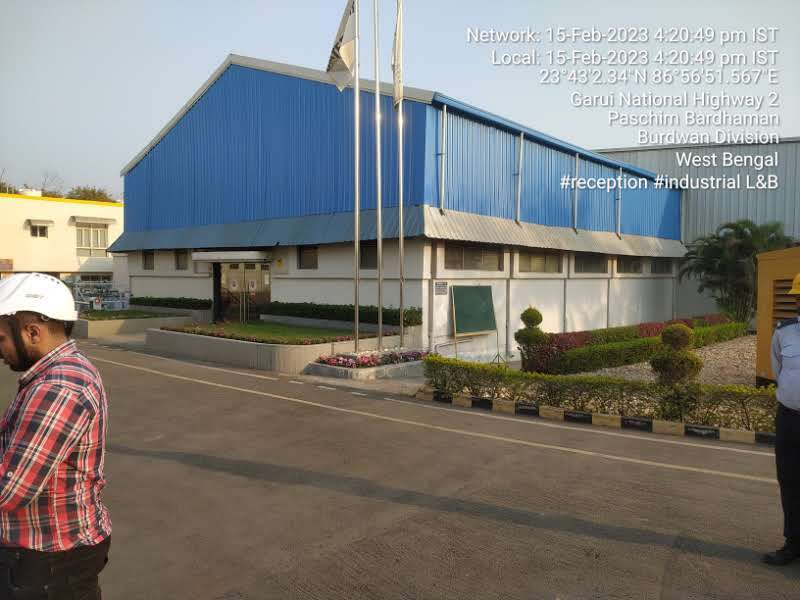 Network: 15-Feb-2023 4:20:49 pm IST
Local: 15-Feb-2023 4:20:49 pm IST
23°43'2.34"N 86°56'51.567"E
Garui National Highway 2
Paschim Bardhaman
Burdwan Division
West Bengal
#reception #industrial L&B